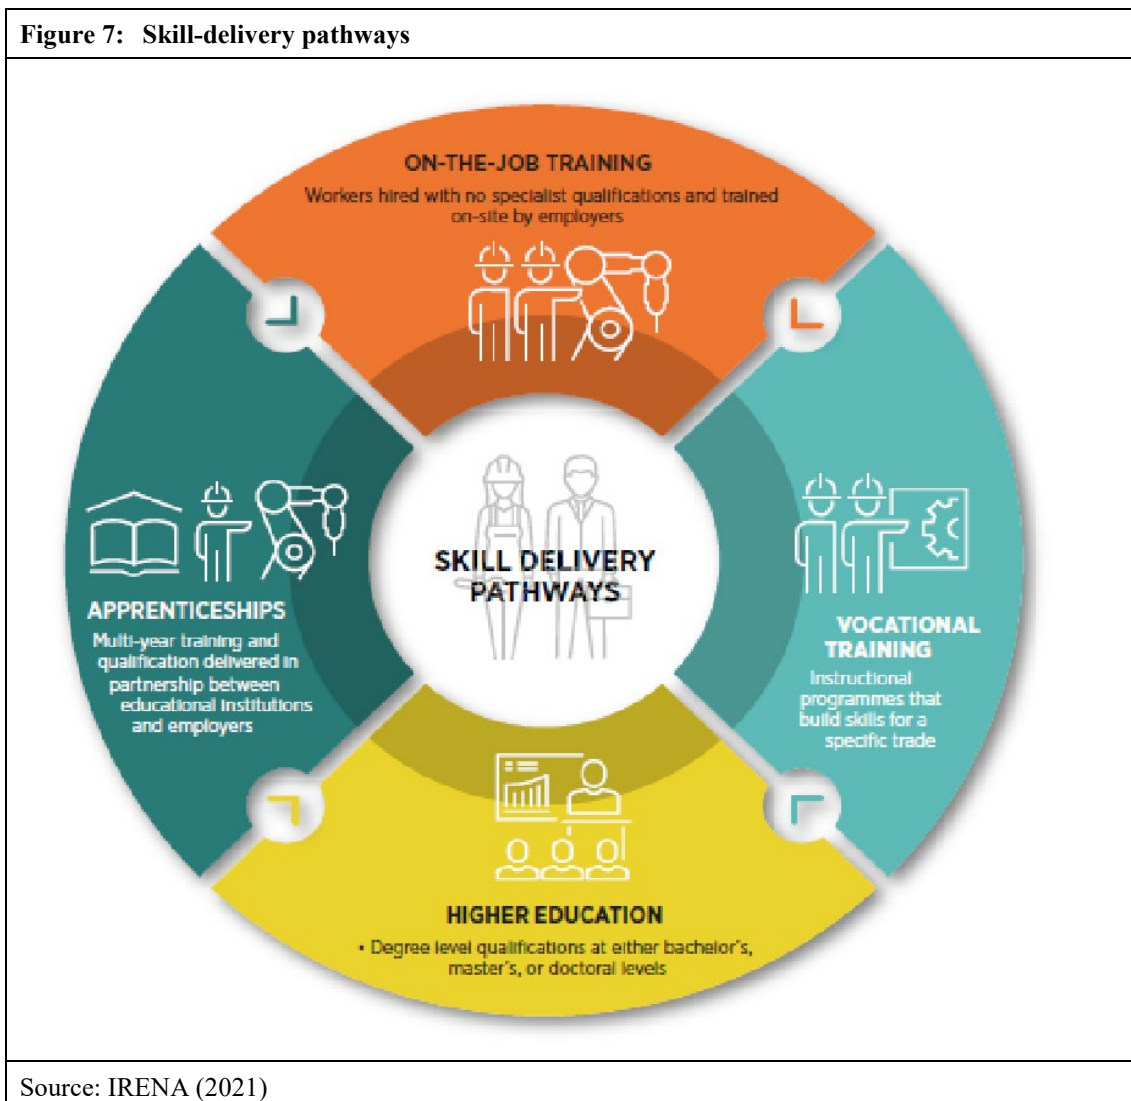 Figure 7: Skill-delivery pathways
ON-THE-JOB TRAINING
Workers hired with no specialist qualifications and trained
on-site by employers
SKILL DELIVERY
PATHWAYS
APPRENTICESHIPS
Multi-year training and
qualification delivered in
partnership between
educational institutions
and employers
VOCATIONAL
TRAINING
Instructional
programmes that
build skills for a
specific trade
HIGHER EDUCATION
• Degree level qualifications at either bachelor's,
master's, or doctoral levels
Source: IRENA (2021)